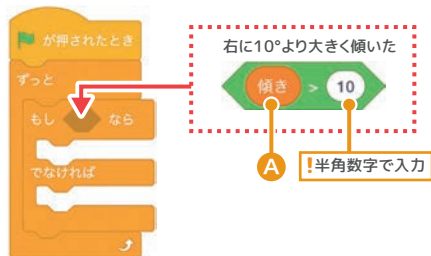 が押されたとき
ずっと
もし なら
でなければ
右に10°より大きく傾いた
傾き > 10
A
!半角数字で入力